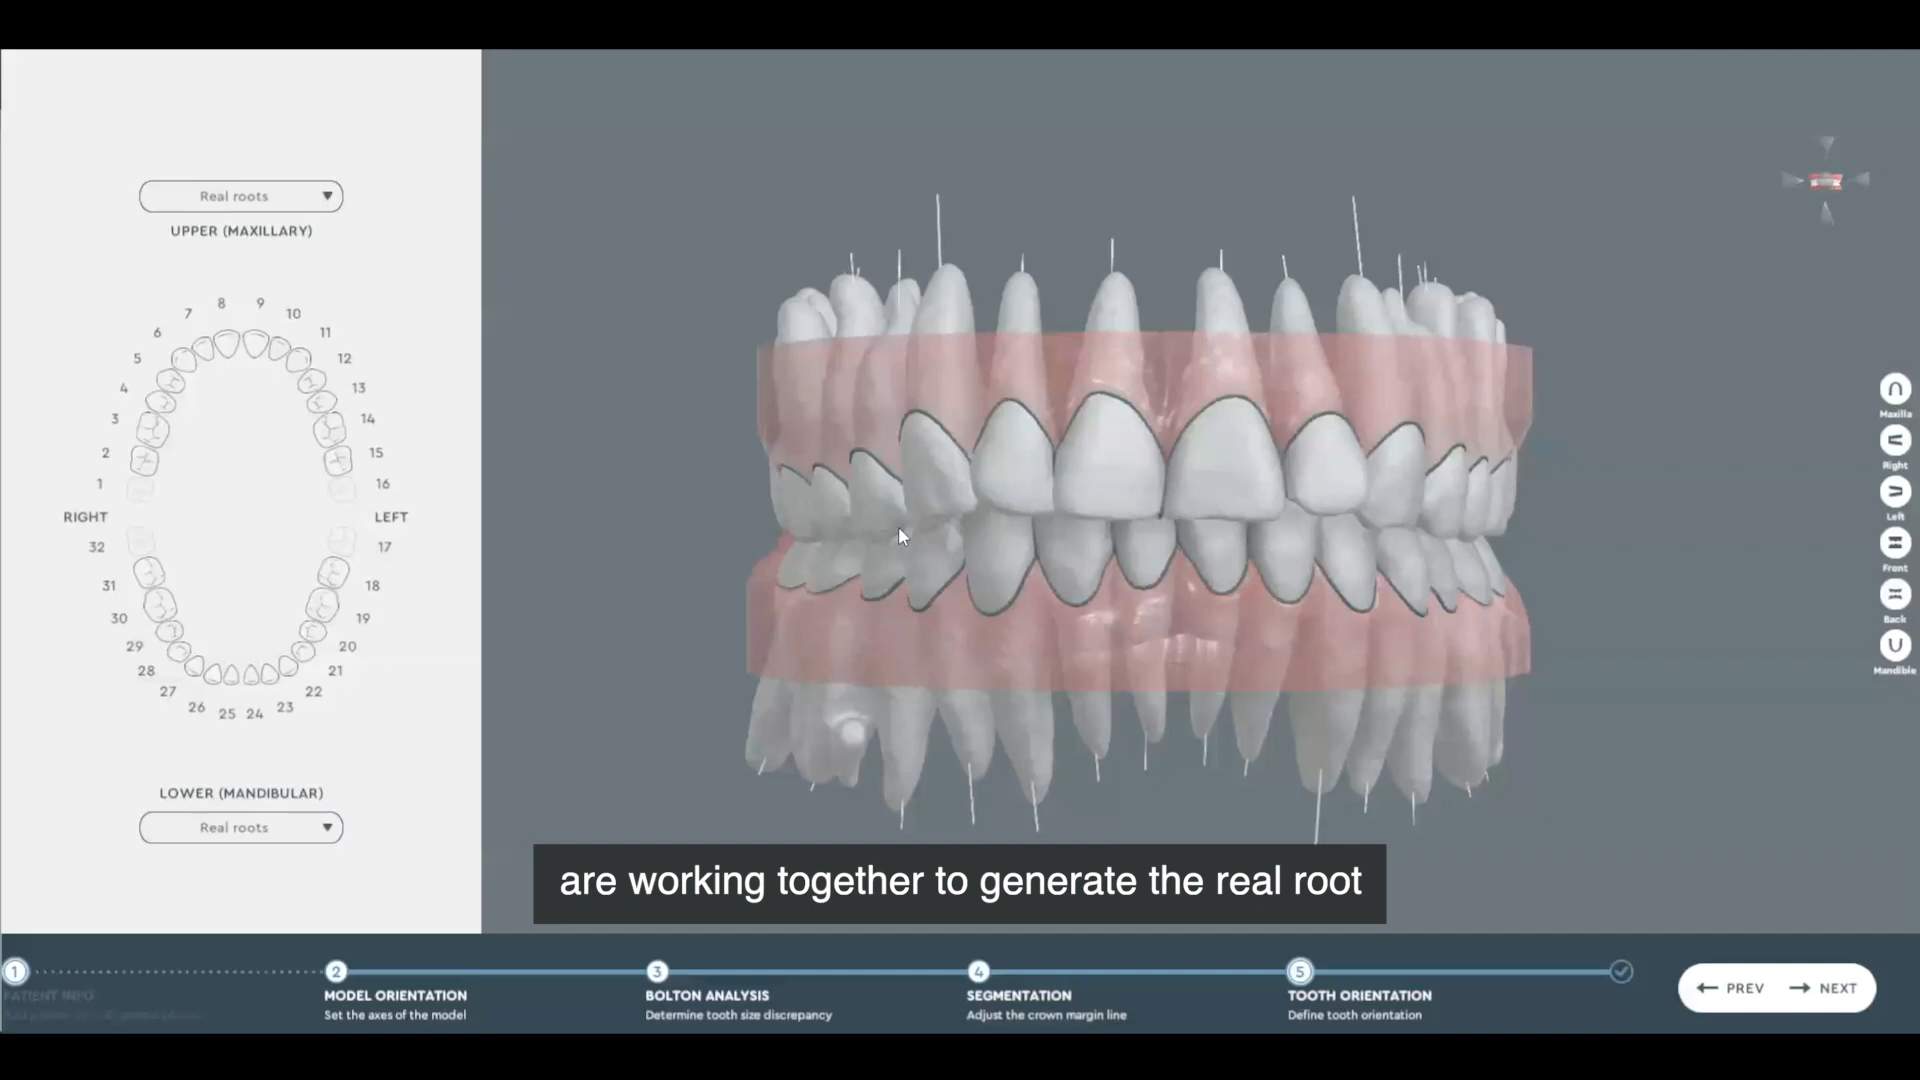 Real roots
UPPER (MAXILLARY)
8 9
7 10
6 11
5 12
4 13
3 14
2 15
1 16
RIGHT LEFT
32 17
31 18
30 19
29 20
28 21
27 22
26 25 24 23
LOWER (MANDIBULAR)
Real roots
Maxilla
Right
Left
Front
Back
Mandible
are working together to generate the real root
1
PATIENT INFO
2
MODEL ORIENTATION
Set the axes of the model
3
BOLTON ANALYSIS
Determine tooth size discrepancy
4
SEGMENTATION
Adjust the crown margin line
5
TOOTH ORIENTATION
Define tooth orientation
PREV NEXT